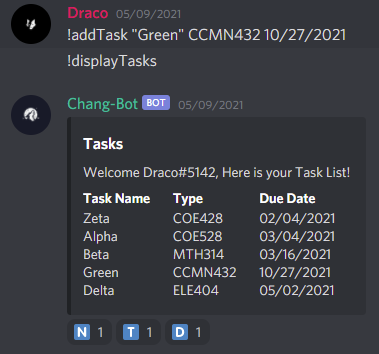 Draco 05/09/2021
!addTask "Green" CCMN432 10/27/2021
!displayTasks
Chang-Bot BOT 05/09/2021
Tasks
Welcome Draco#5142, Here is your Task List!
Task Name Type Due Date
Zeta COE428 02/04/2021
Alpha COE528 03/04/2021
Beta MTH314 03/16/2021
Green CCMN432 10/27/2021
Delta ELE404 05/02/2021
N 1 T 1 D 1